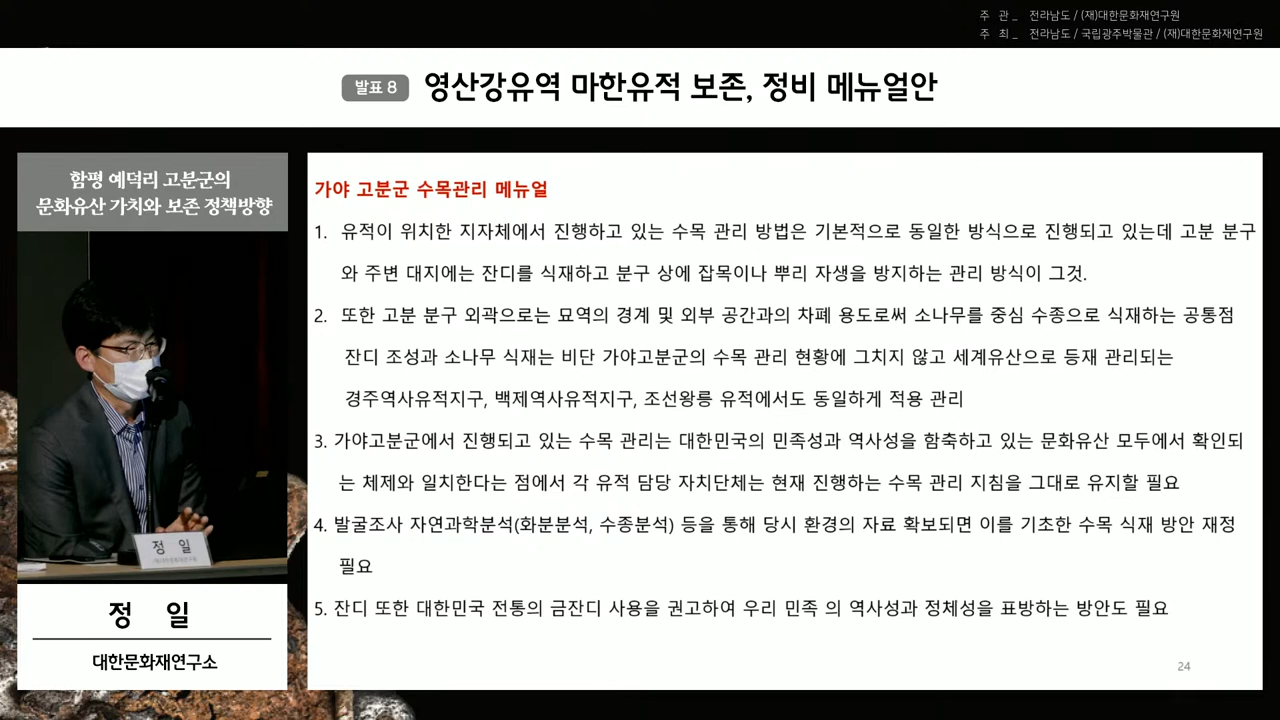 주 관 _ 전라남도 / (재)대한문화재연구원
주 최 _ 전라남도 / 국립광주박물관 / (재)대한문화재연구원
발표 8 영산강유역 마한유적 보존, 정비 메뉴얼안
함평 예덕리 고분군의
문화유산 가치와 보존 정책방향
정 일
정 일
대한문화재연구소
가야 고분군 수목관리 메뉴얼
1. 유적이 위치한 지자체에서 진행하고 있는 수목 관리 방법은 기본적으로 동일한 방식으로 진행되고 있는데 고분 분구
와 주변 대지에는 잔디를 식재하고 분구 상에 잡목이나 뿌리 자생을 방지하는 관리 방식이 그것.
2. 또한 고분 분구 외곽으로는 묘역의 경계 및 외부 공간과의 차폐 용도로써 소나무를 중심 수종으로 식재하는 공통점
잔디 조성과 소나무 식재는 비단 가야고분군의 수목 관리 현황에 그치지 않고 세계유산으로 등재 관리되는
경주역사유적지구, 백제역사유적지구, 조선왕릉 유적에서도 동일하게 적용 관리
3. 가야고분군에서 진행되고 있는 수목 관리는 대한민국의 민족성과 역사성을 함축하고 있는 문화유산 모두에서 확인되
는 체제와 일치한다는 점에서 각 유적 담당 자치단체는 현재 진행하는 수목 관리 지침을 그대로 유지할 필요
4. 발굴조사 자연과학분석(화분분석, 수종분석) 등을 통해 당시 환경의 자료 확보되면 이를 기초한 수목 식재 방안 재정
필요
5. 잔디 또한 대한민국 전통의 금잔디 사용을 권고하여 우리 민족 의 역사성과 정체성을 표방하는 방안도 필요
24